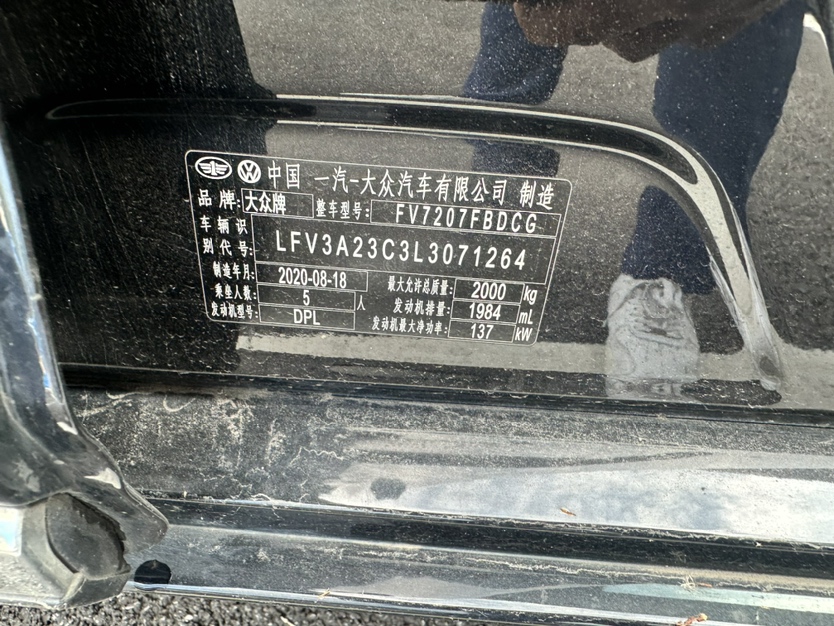 中国 一汽-大众汽车有限公司 制造
品牌: 大众牌 整车型号: FV7207FBDCG
车辆识别代号: LFV3A23C3L3071264
制造年月: 2020-08-18 最大允许总质量: 2000 kg
乘坐人数: 5 人 发动机排量: 1984 mL
发动机型号: DPL 发动机最大净功率: 137 kW